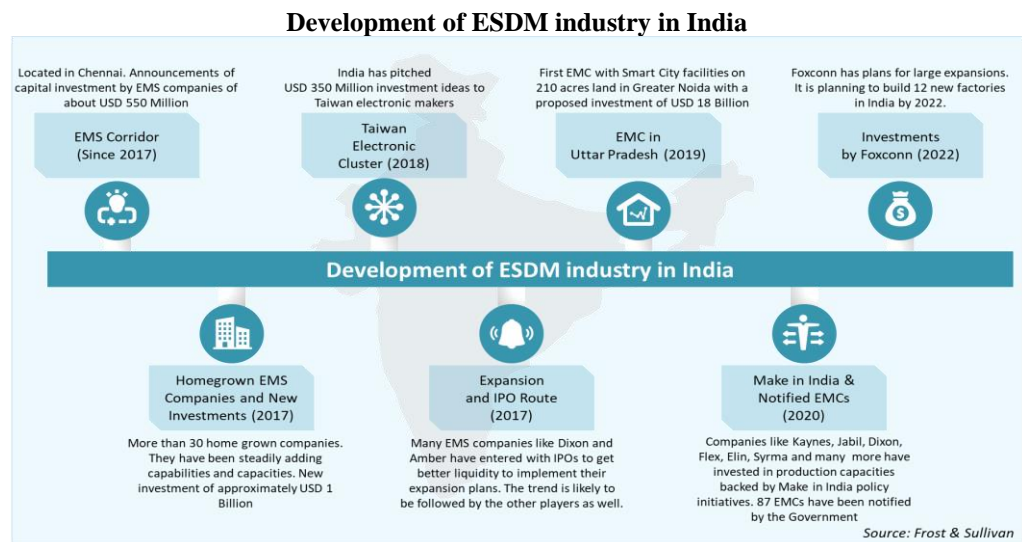 Development of ESDM industry in India
Located in Chennai. Announcements of
capital investment by EMS companies of
about USD 550 Million
EMS Corridor
(Since 2017)
India has pitched
USD 350 Million investment ideas to
Taiwan electronic makers
Taiwan
Electronic
Cluster (2018)
First EMC with Smart City facilities on
210 acres land in Greater Noida with a
proposed investment of USD 18 Billion
EMC in
Uttar Pradesh (2019)
Foxconn has plans for large expansions.
It is planning to build 12 new factories
in India by 2022.
Investments
by Foxconn (2022)
Development of ESDM industry in India
Homegrown EMS
Companies and New
Investments (2017)
More than 30 home grown companies.
They have been steadily adding
capabilities and capacities. New
investment of approximately USD 1
Billion
Expansion
and IPO Route
(2017)
Many EMS companies like Dixon and
Amber have entered with IPOs to get
better liquidity to implement their
expansion plans. The trend is likely to
be followed by the other players as well.
Make in India &
Notified EMCs
(2020)
Companies like Kaynes, Jabil, Dixon,
Flex, Elin, Syrma and many more have
invested in production capacities
backed by Make in India policy
initiatives. 87 EMCs have been notified
by the Government
Source: Frost & Sullivan